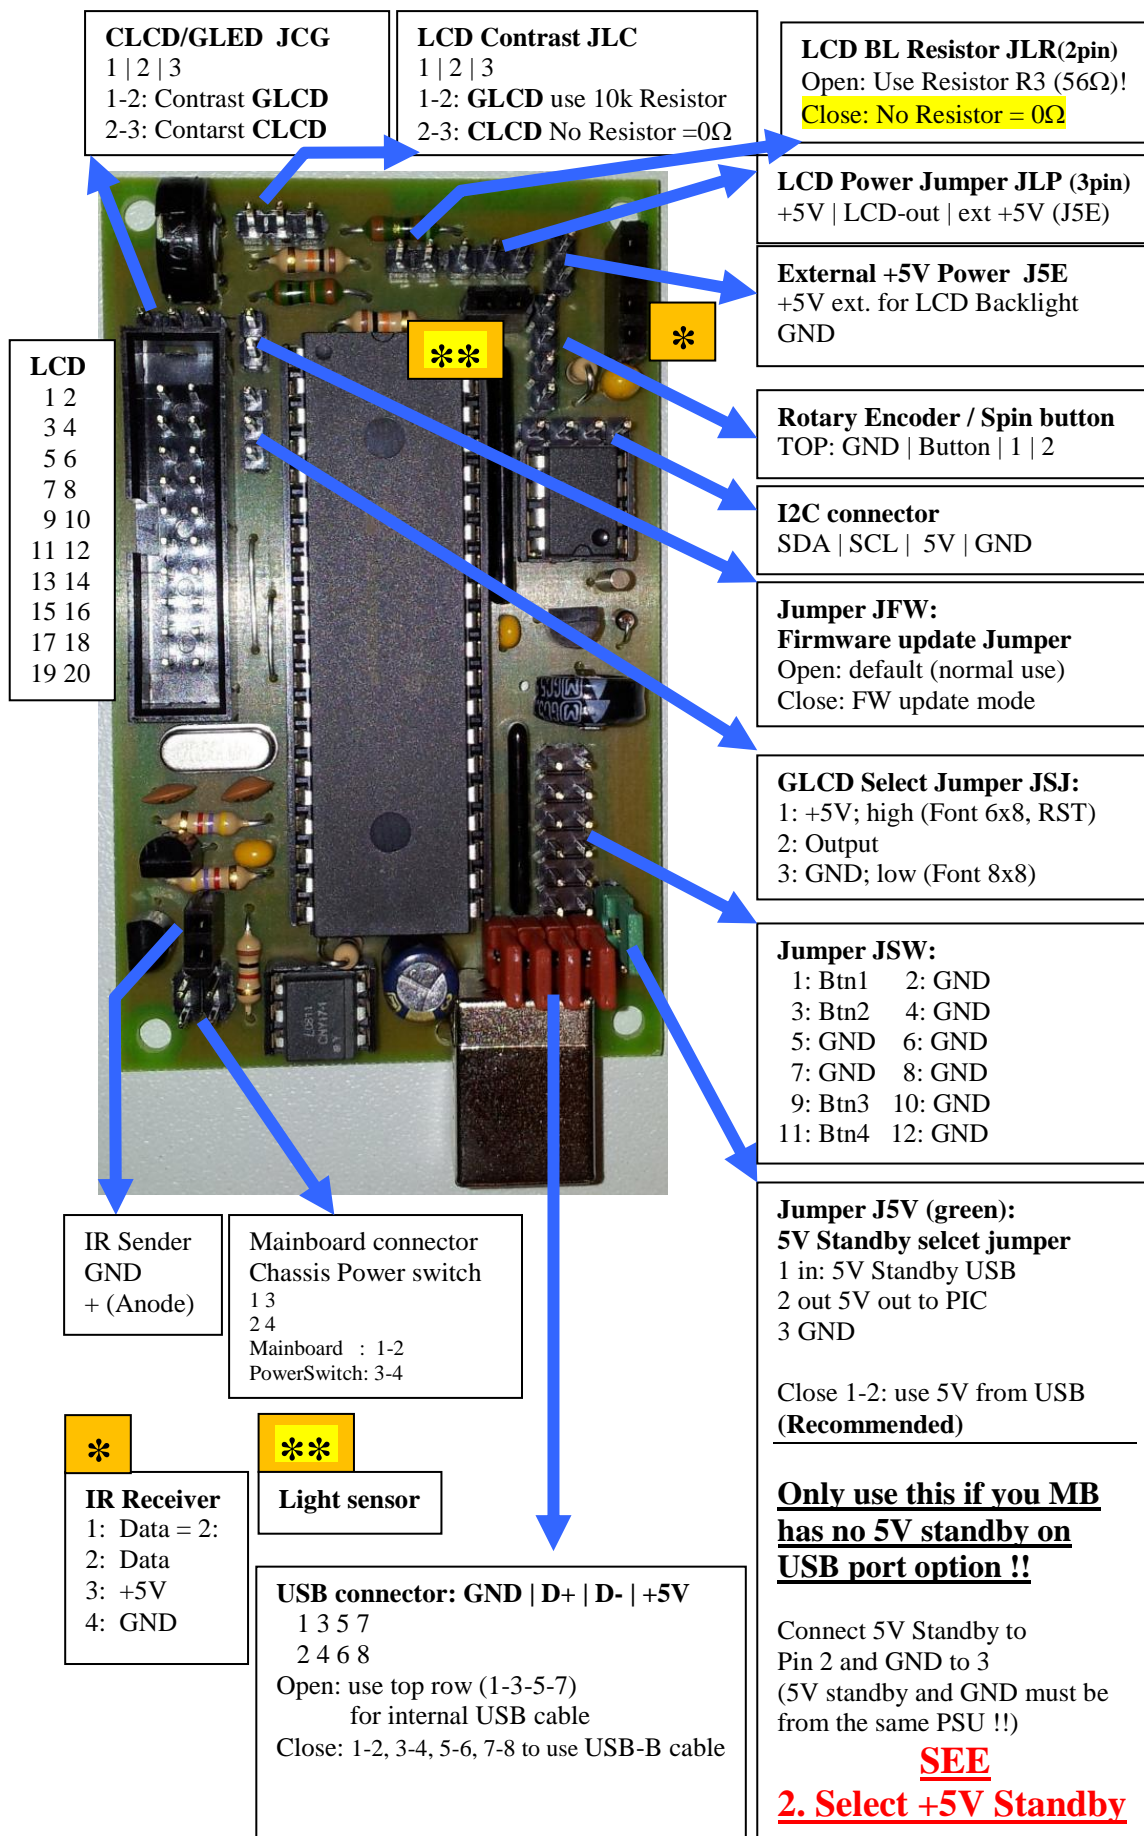 CLCD/GLED JCG
1 | 2 | 3
1-2: Contrast GLCD
2-3: Contarst CLCD
LCD Contrast JLC
1 | 2 | 3
1-2: GLCD use 10k Resistor
2-3: CLCD No Resistor =0Ω
LCD BL Resistor JLR(2pin)
Open: Use Resistor R3 (56Ω)!
Close: No Resistor = 0Ω
LCD Power Jumper JLP (3pin)
+5V | LCD-out | ext +5V (J5E)
External +5V Power J5E
+5V ext. for LCD Backlight
GND
**
*
LCD
1 2
3 4
5 6
7 8
9 10
11 12
13 14
15 16
17 18
19 20
Rotary Encoder / Spin button
TOP: GND | Button | 1 | 2
I2C connector
SDA | SCL | 5V | GND
Jumper JFW:
Firmware update Jumper
Open: default (normal use)
Close: FW update mode
GLCD Select Jumper JSJ:
1: +5V; high (Font 6x8, RST)
2: Output
3: GND; low (Font 8x8)
Jumper JSW:
1: Btn1 2: GND
3: Btn2 4: GND
5: GND 6: GND
7: GND 8: GND
9: Btn3 10: GND
11: Btn4 12: GND
Jumper J5V (green):
5V Standby selcet jumper
1 in: 5V Standby USB
2 out 5V out to PIC
3 GND
Close 1-2: use 5V from USB
(Recommended)
Only use this if you MB
has no 5V standby on
USB port option !!
Connect 5V Standby to
Pin 2 and GND to 3
(5V standby and GND must be
from the same PSU !!)
SEE
2. Select +5V Standby
IR Sender
GND
+ (Anode)
Mainboard connector
Chassis Power switch
1 3
2 4
Mainboard : 1-2
PowerSwitch: 3-4
*
IR Receiver
1: Data = 2:
2: Data
3: +5V
4: GND
**
Light sensor
USB connector: GND | D+ | D- | +5V
1 3 5 7
2 4 6 8
Open: use top row (1-3-5-7)
for internal USB cable
Close: 1-2, 3-4, 5-6, 7-8 to use USB-B cable